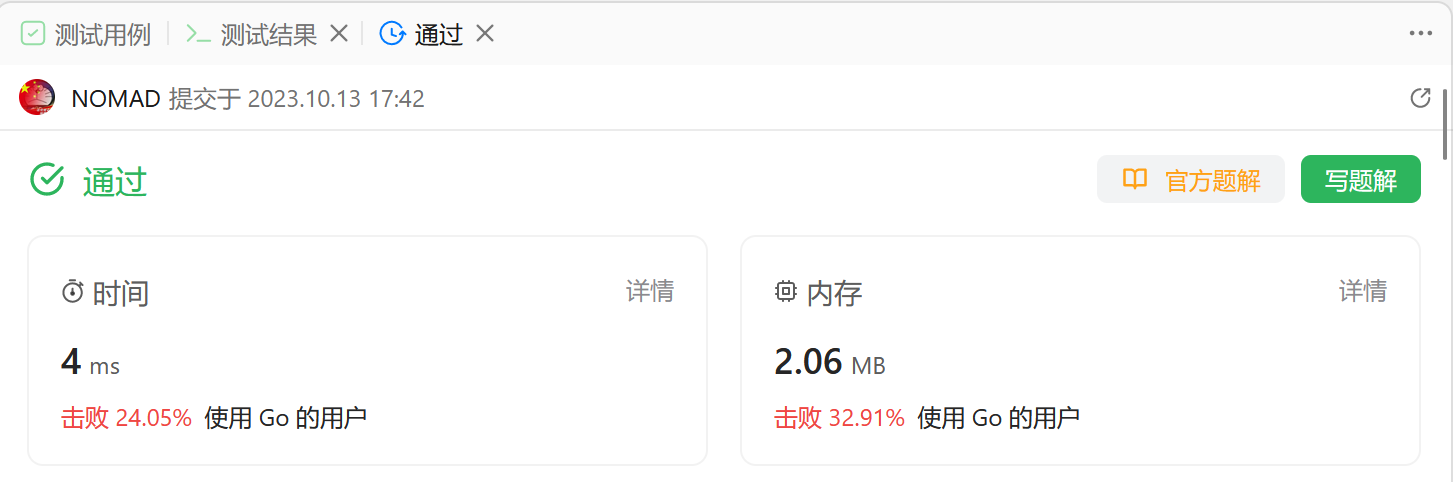 测试用例 测试结果 通过
NOMAD 提交于 2023.10.13 17:42
通过 官方题解 写题解
时间 详情
4 ms
击败 24.05% 使用 Go 的用户
内存 详情
2.06 MB
击败 32.91% 使用 Go 的用户